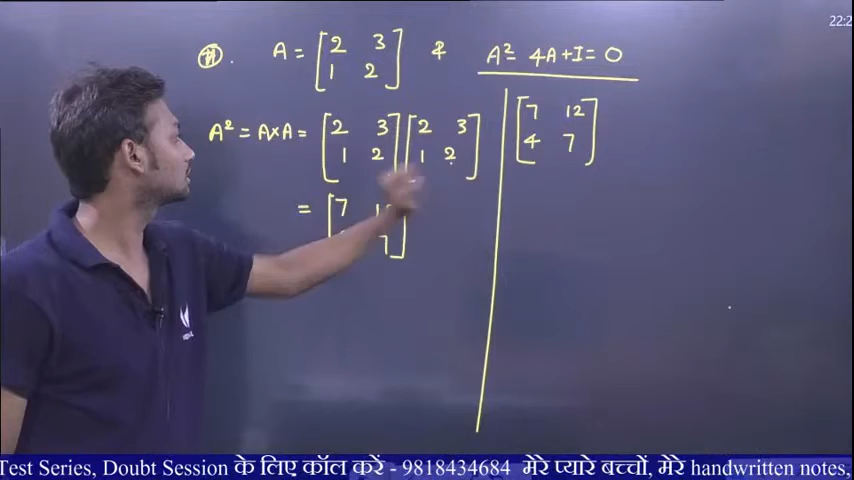 22:2
A = [2 3 & A² - 4A + I = 0
1 2]
A² = A×A = [2 3 [2 3 [7 12
1 2] 1 2] 4 7]
= [7
7]
Test Series, Doubt Session के लिए कॉल करें - 9818434684 मेरे प्यारे बच्चों, मेरे handwritten notes,